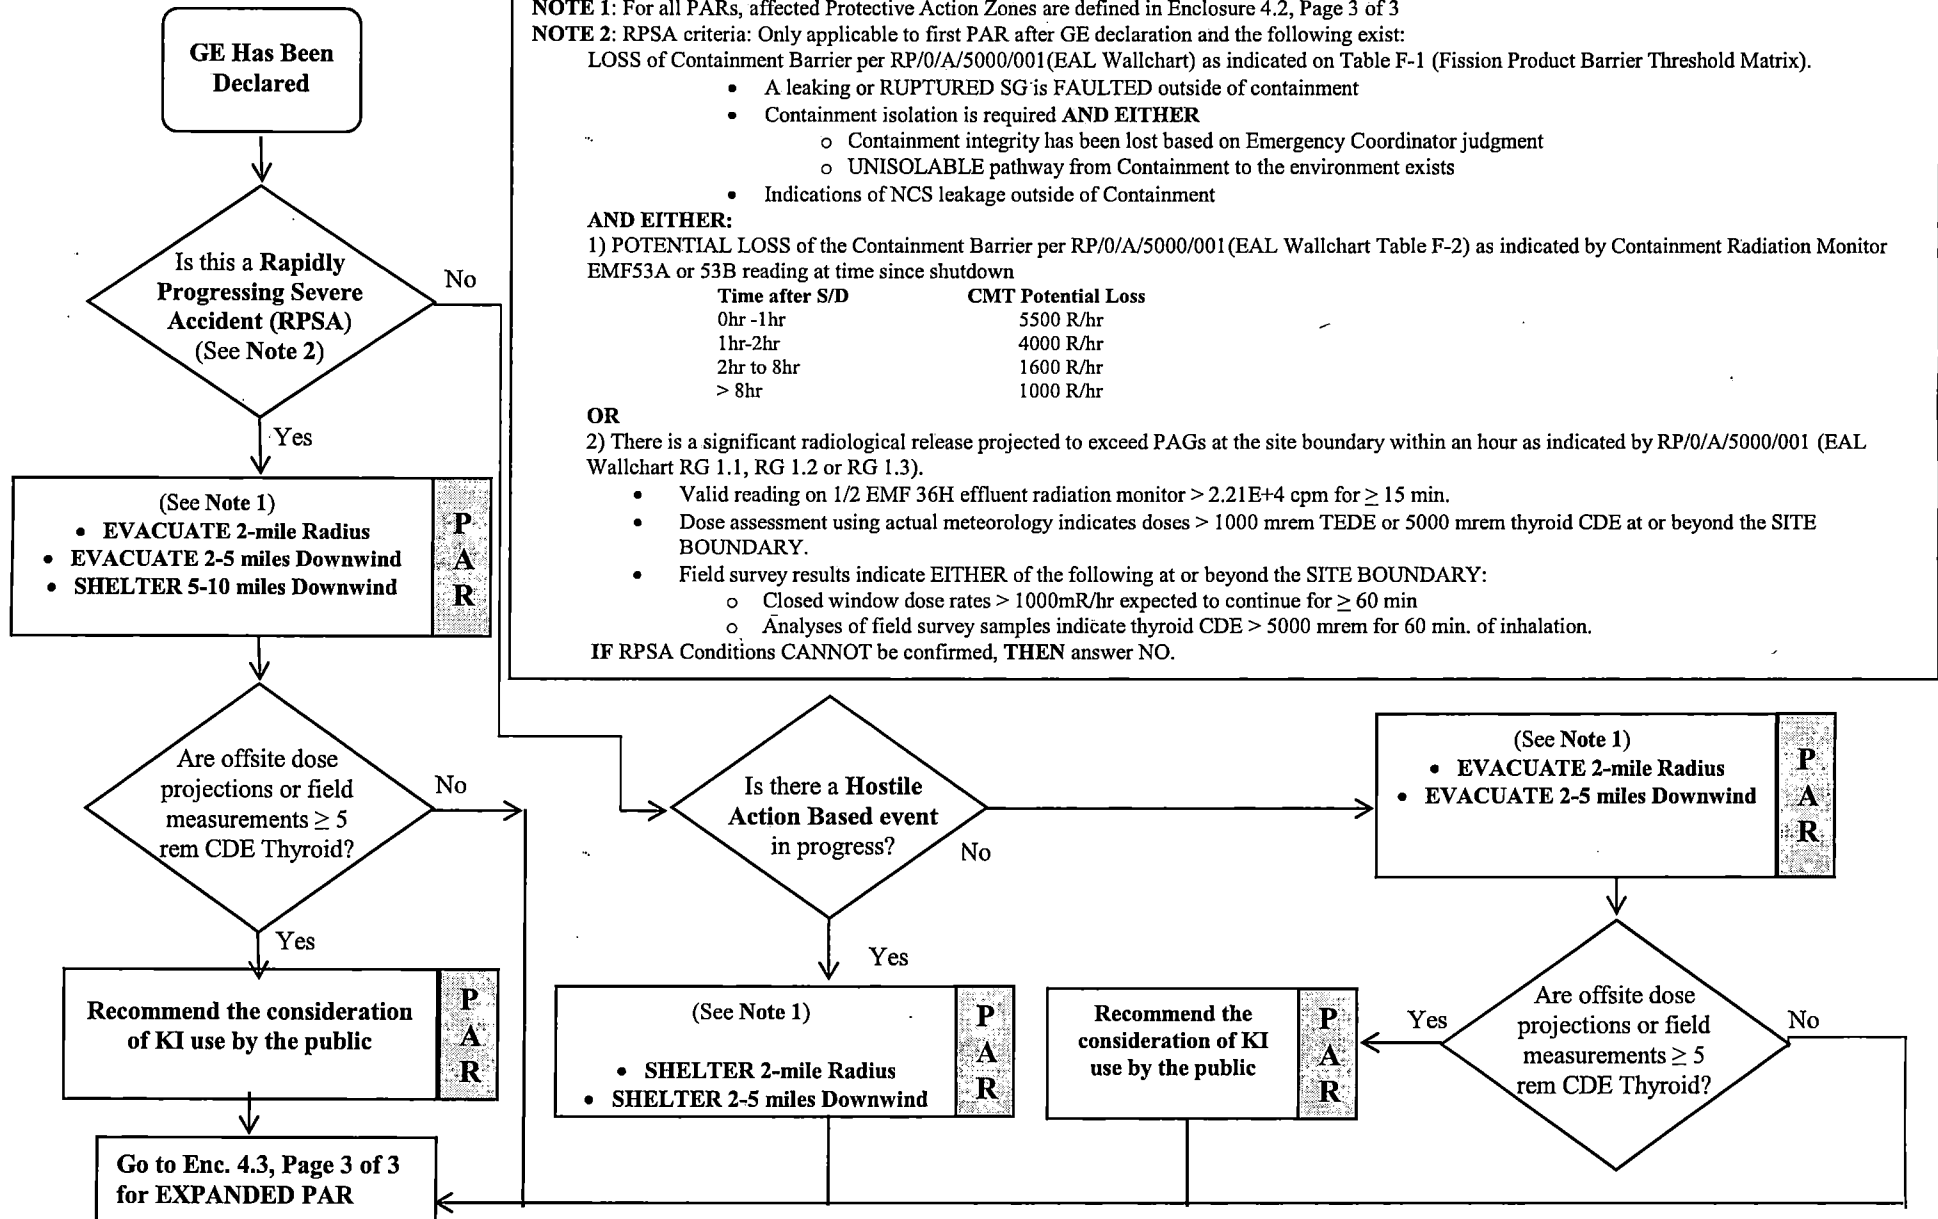 NOTE 1: For all PARs, affected Protective Action Zones are defined in Enclosure 4.2, Page 3 of 3
NOTE 2: RPSA criteria: Only applicable to first PAR after GE declaration and the following exist:
LOSS of Containment Barrier per RP/0/A/5000/001(EAL Wallchart) as indicated on Table F-1 (Fission Product Barrier Threshold Matrix).
• A leaking or RUPTURED SG is FAULTED outside of containment
• Containment isolation is required AND EITHER
o Containment integrity has been lost based on Emergency Coordinator judgment
o UNISOLABLE pathway from Containment to the environment exists
• Indications of NCS leakage outside of Containment
AND EITHER:
1) POTENTIAL LOSS of the Containment Barrier per RP/0/A/5000/001(EAL Wallchart Table F-2) as indicated by Containment Radiation Monitor
EMF53A or 53B reading at time since shutdown
Time after S/D CMT Potential Loss
0hr -1hr 5500 R/hr
1hr-2hr 4000 R/hr
2hr to 8hr 1600 R/hr
> 8hr 1000 R/hr
OR
2) There is a significant radiological release projected to exceed PAGs at the site boundary within an hour as indicated by RP/0/A/5000/001 (EAL
Wallchart RG 1.1, RG 1.2 or RG 1.3).
• Valid reading on 1/2 EMF 36H effluent radiation monitor > 2.21E+4 cpm for ≥ 15 min.
• Dose assessment using actual meteorology indicates doses > 1000 mrem TEDE or 5000 mrem thyroid CDE at or beyond the SITE
BOUNDARY.
• Field survey results indicate EITHER of the following at or beyond the SITE BOUNDARY:
o Closed window dose rates > 1000mR/hr expected to continue for ≥ 60 min
o Analyses of field survey samples indicate thyroid CDE > 5000 mrem for 60 min. of inhalation.
IF RPSA Conditions CANNOT be confirmed, THEN answer NO.
GE Has Been
Declared
Is this a Rapidly
Progressing Severe
Accident (RPSA)
(See Note 2)
No
Yes
(See Note 1)
• EVACUATE 2-mile Radius
• EVACUATE 2-5 miles Downwind
• SHELTER 5-10 miles Downwind
P
A
R
Are offsite dose
projections or field
measurements ≥ 5
rem CDE Thyroid?
No
Yes
Recommend the consideration
of KI use by the public
P
A
R
Go to Enc. 4.3, Page 3 of 3
for EXPANDED PAR
Is there a Hostile
Action Based event
in progress?
No
Yes
(See Note 1)
• SHELTER 2-mile Radius
• SHELTER 2-5 miles Downwind
P
A
R
(See Note 1)
• EVACUATE 2-mile Radius
• EVACUATE 2-5 miles Downwind
P
A
R
Are offsite dose
projections or field
measurements ≥ 5
rem CDE Thyroid?
Yes
No
Recommend the
consideration of KI
use by the public
P
A
R